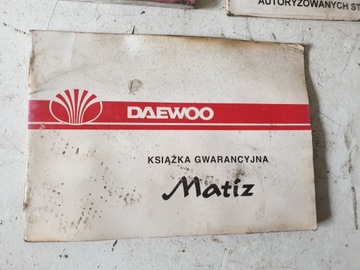 AUTORYZOWANYCH ST
DAEWOO
KSIĄŻKA GWARANCYJNA
Matiz